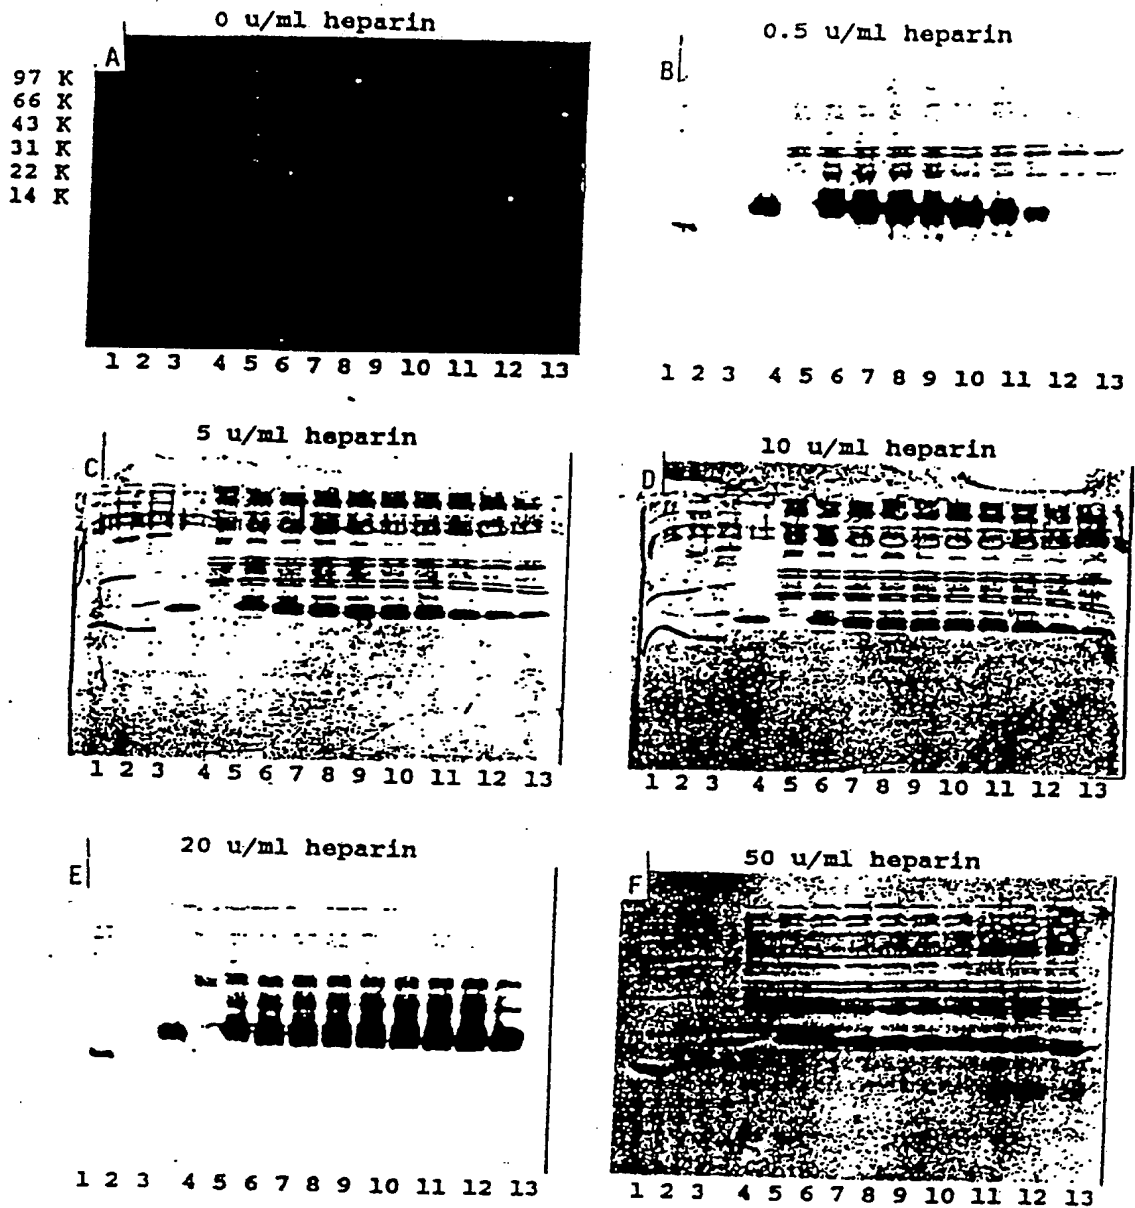 0 u/ml heparin
A
97 K
66 K
43 K
31 K
22 K
14 K
1 2 3 4 5 6 7 8 9 10 11 12 13
0.5 u/ml heparin
B
1 2 3 4 5 6 7 8 9 10 11 12 13
5 u/ml heparin
C
1 2 3 4 5 6 7 8 9 10 11 12 13
10 u/ml heparin
D
1 2 3 4 5 6 7 8 9 10 11 12 13
20 u/ml heparin
E
1 2 3 4 5 6 7 8 9 10 11 12 13
50 u/ml heparin
F
1 2 3 4 5 6 7 8 9 10 11 12 13